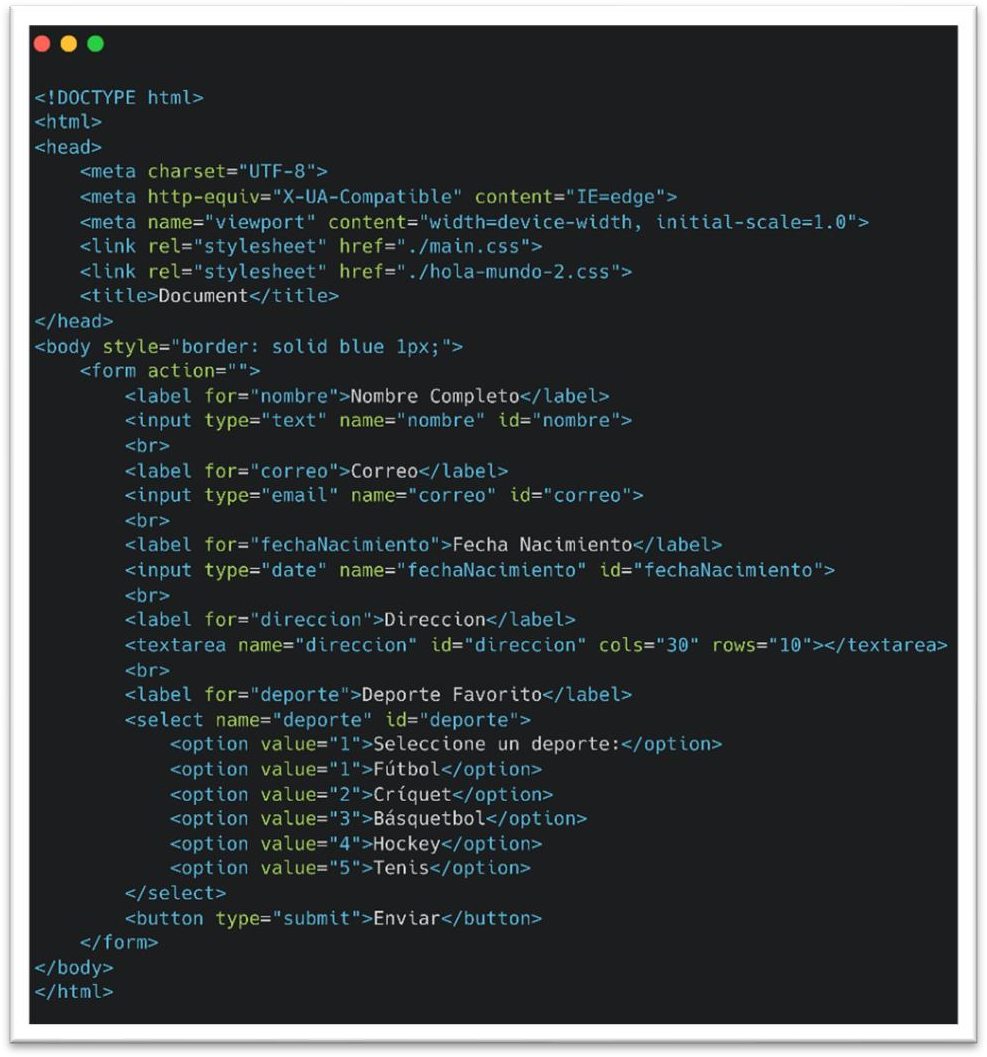 <!DOCTYPE html>
<html>
<head>
    <meta charset="UTF-8">
    <meta http-equiv="X-UA-Compatible" content="IE=edge">
    <meta name="viewport" content="width=device-width, initial-scale=1.0">
    <link rel="stylesheet" href="./main.css">
    <link rel="stylesheet" href="./hola-mundo-2.css">
    <title>Document</title>
</head>
<body style="border: solid blue 1px;">
    <form action="">
        <label for="nombre">Nombre Completo</label>
        <input type="text" name="nombre" id="nombre">
        <br>
        <label for="correo">Correo</label>
        <input type="email" name="correo" id="correo">
        <br>
        <label for="fechaNacimiento">Fecha Nacimiento</label>
        <input type="date" name="fechaNacimiento" id="fechaNacimiento">
        <br>
        <label for="direccion">Direccion</label>
        <textarea name="direccion" id="direccion" cols="30" rows="10"></textarea>
        <br>
        <label for="deporte">Deporte Favorito</label>
        <select name="deporte" id="deporte">
            <option value="1">Seleccione un deporte:</option>
            <option value="1">Fútbol</option>
            <option value="2">Críquet</option>
            <option value="3">Básquetbol</option>
            <option value="4">Hockey</option>
            <option value="5">Tenis</option>
        </select>
        <button type="submit">Enviar</button>
    </form>
</body>
</html>